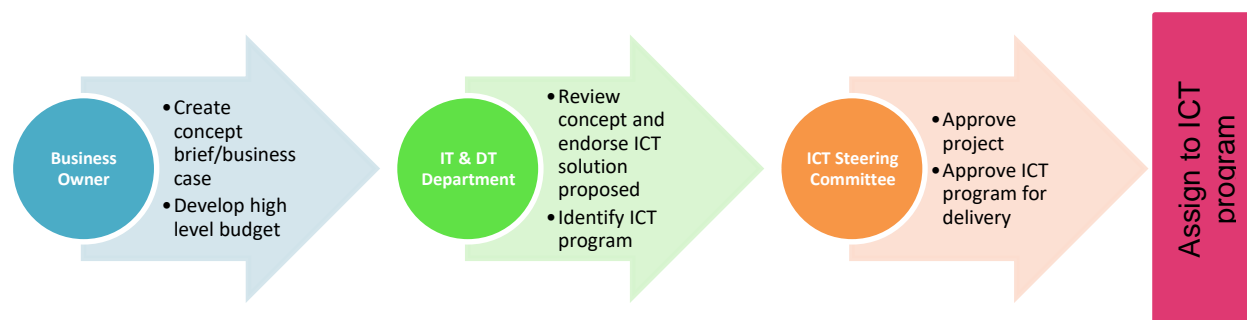 Business
Owner
•Create
concept
brief/business
case
•Develop high
level budget
IT & DT
Department
•Review
concept and
endorse ICT
solution
proposed
•Identify ICT
program
ICT Steering
Committee
•Approve
project
•Approve ICT
program for
delivery
Assign to ICT
program